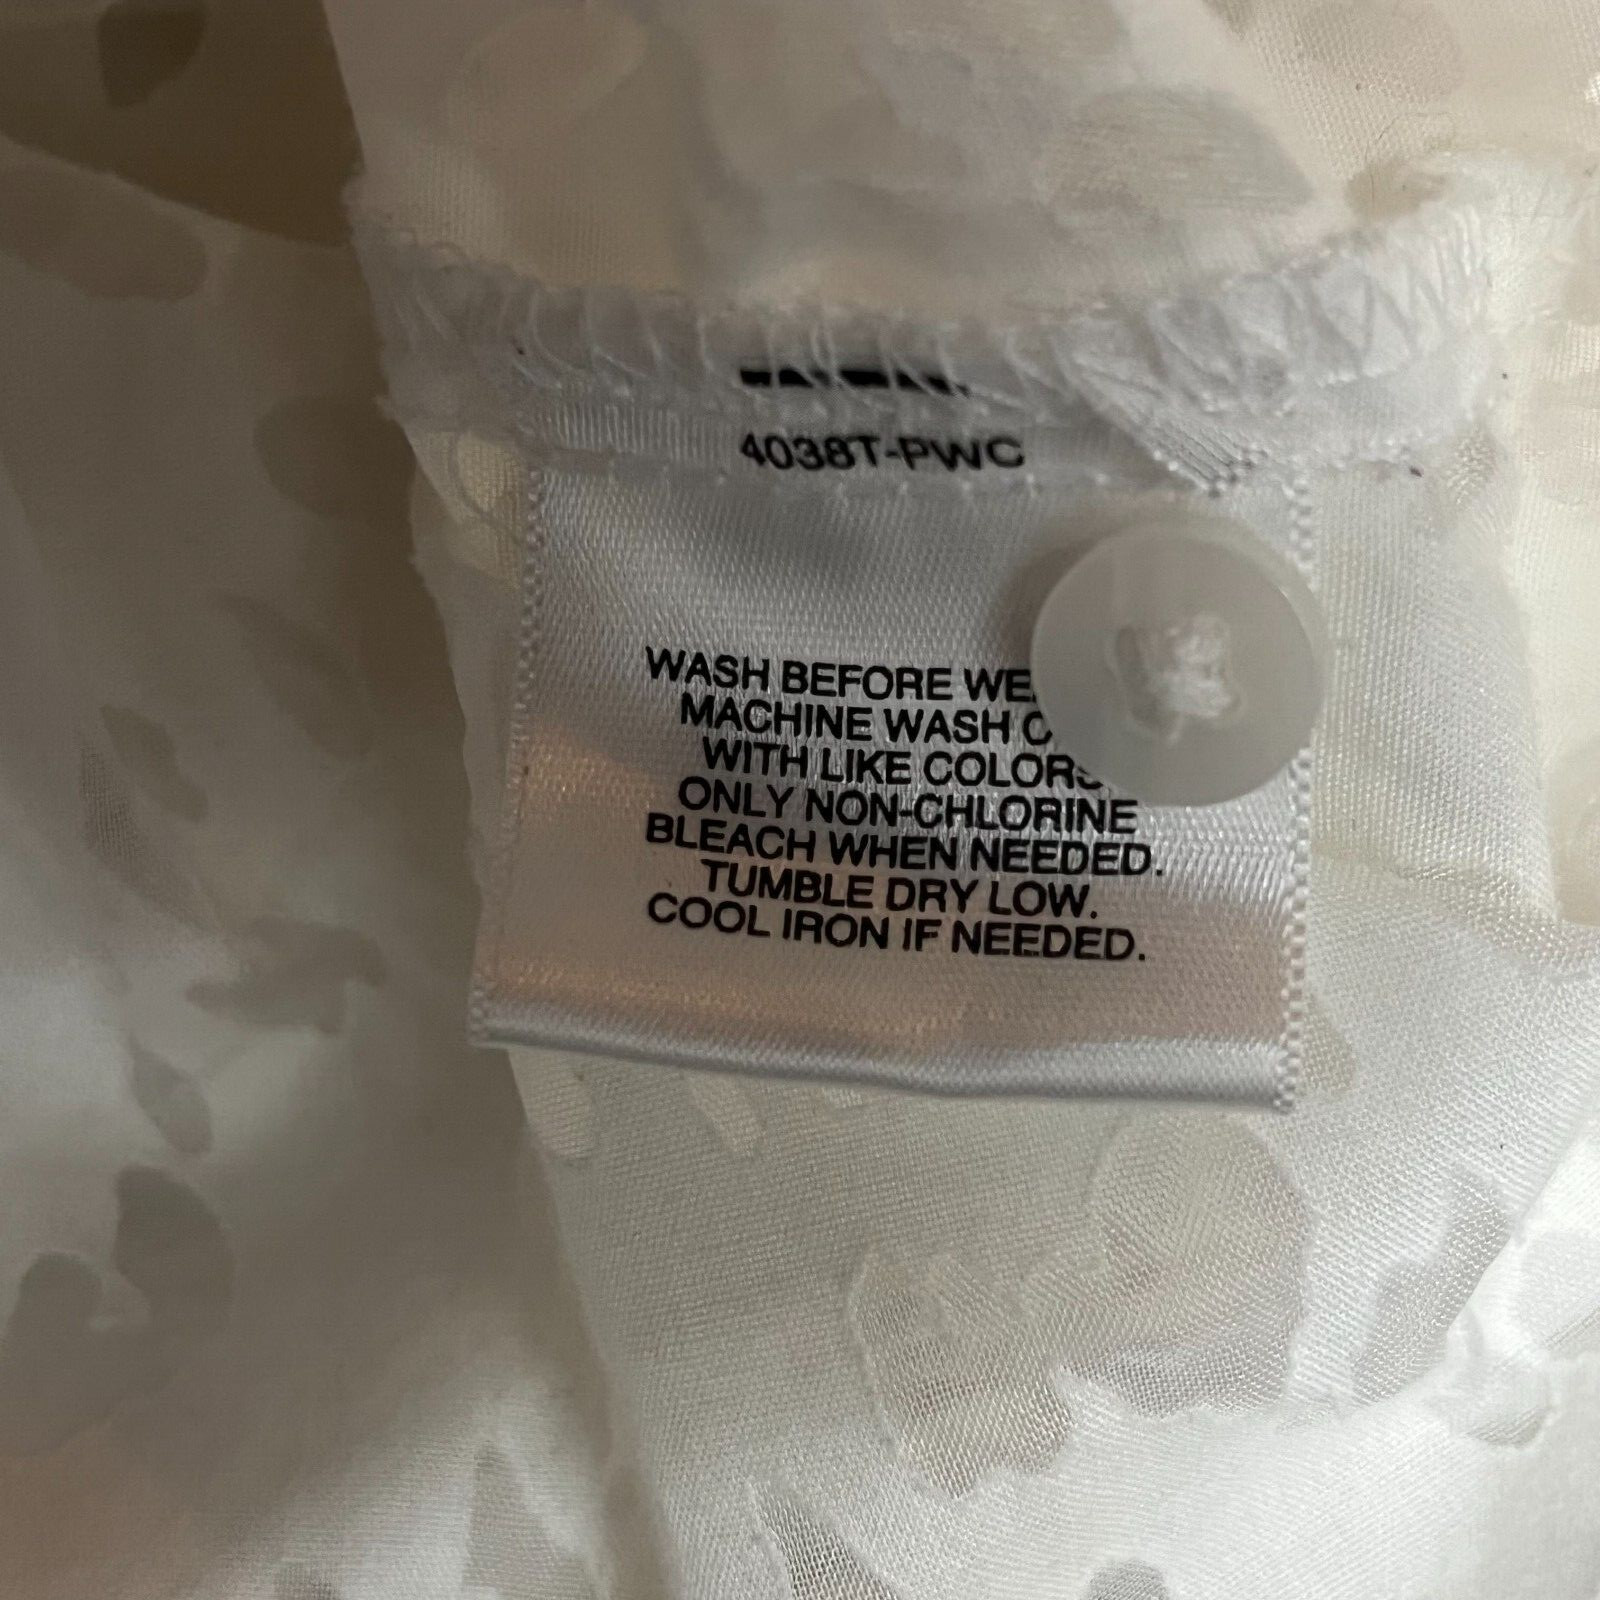 4038T-PWC
WASH BEFORE
MACHINE WASH
WITH LIKE COLORS
ONLY NON-CHLORINE
BLEACH WHEN NEEDED.
TUMBLE DRY LOW.
COOL IRON IF NEEDED.